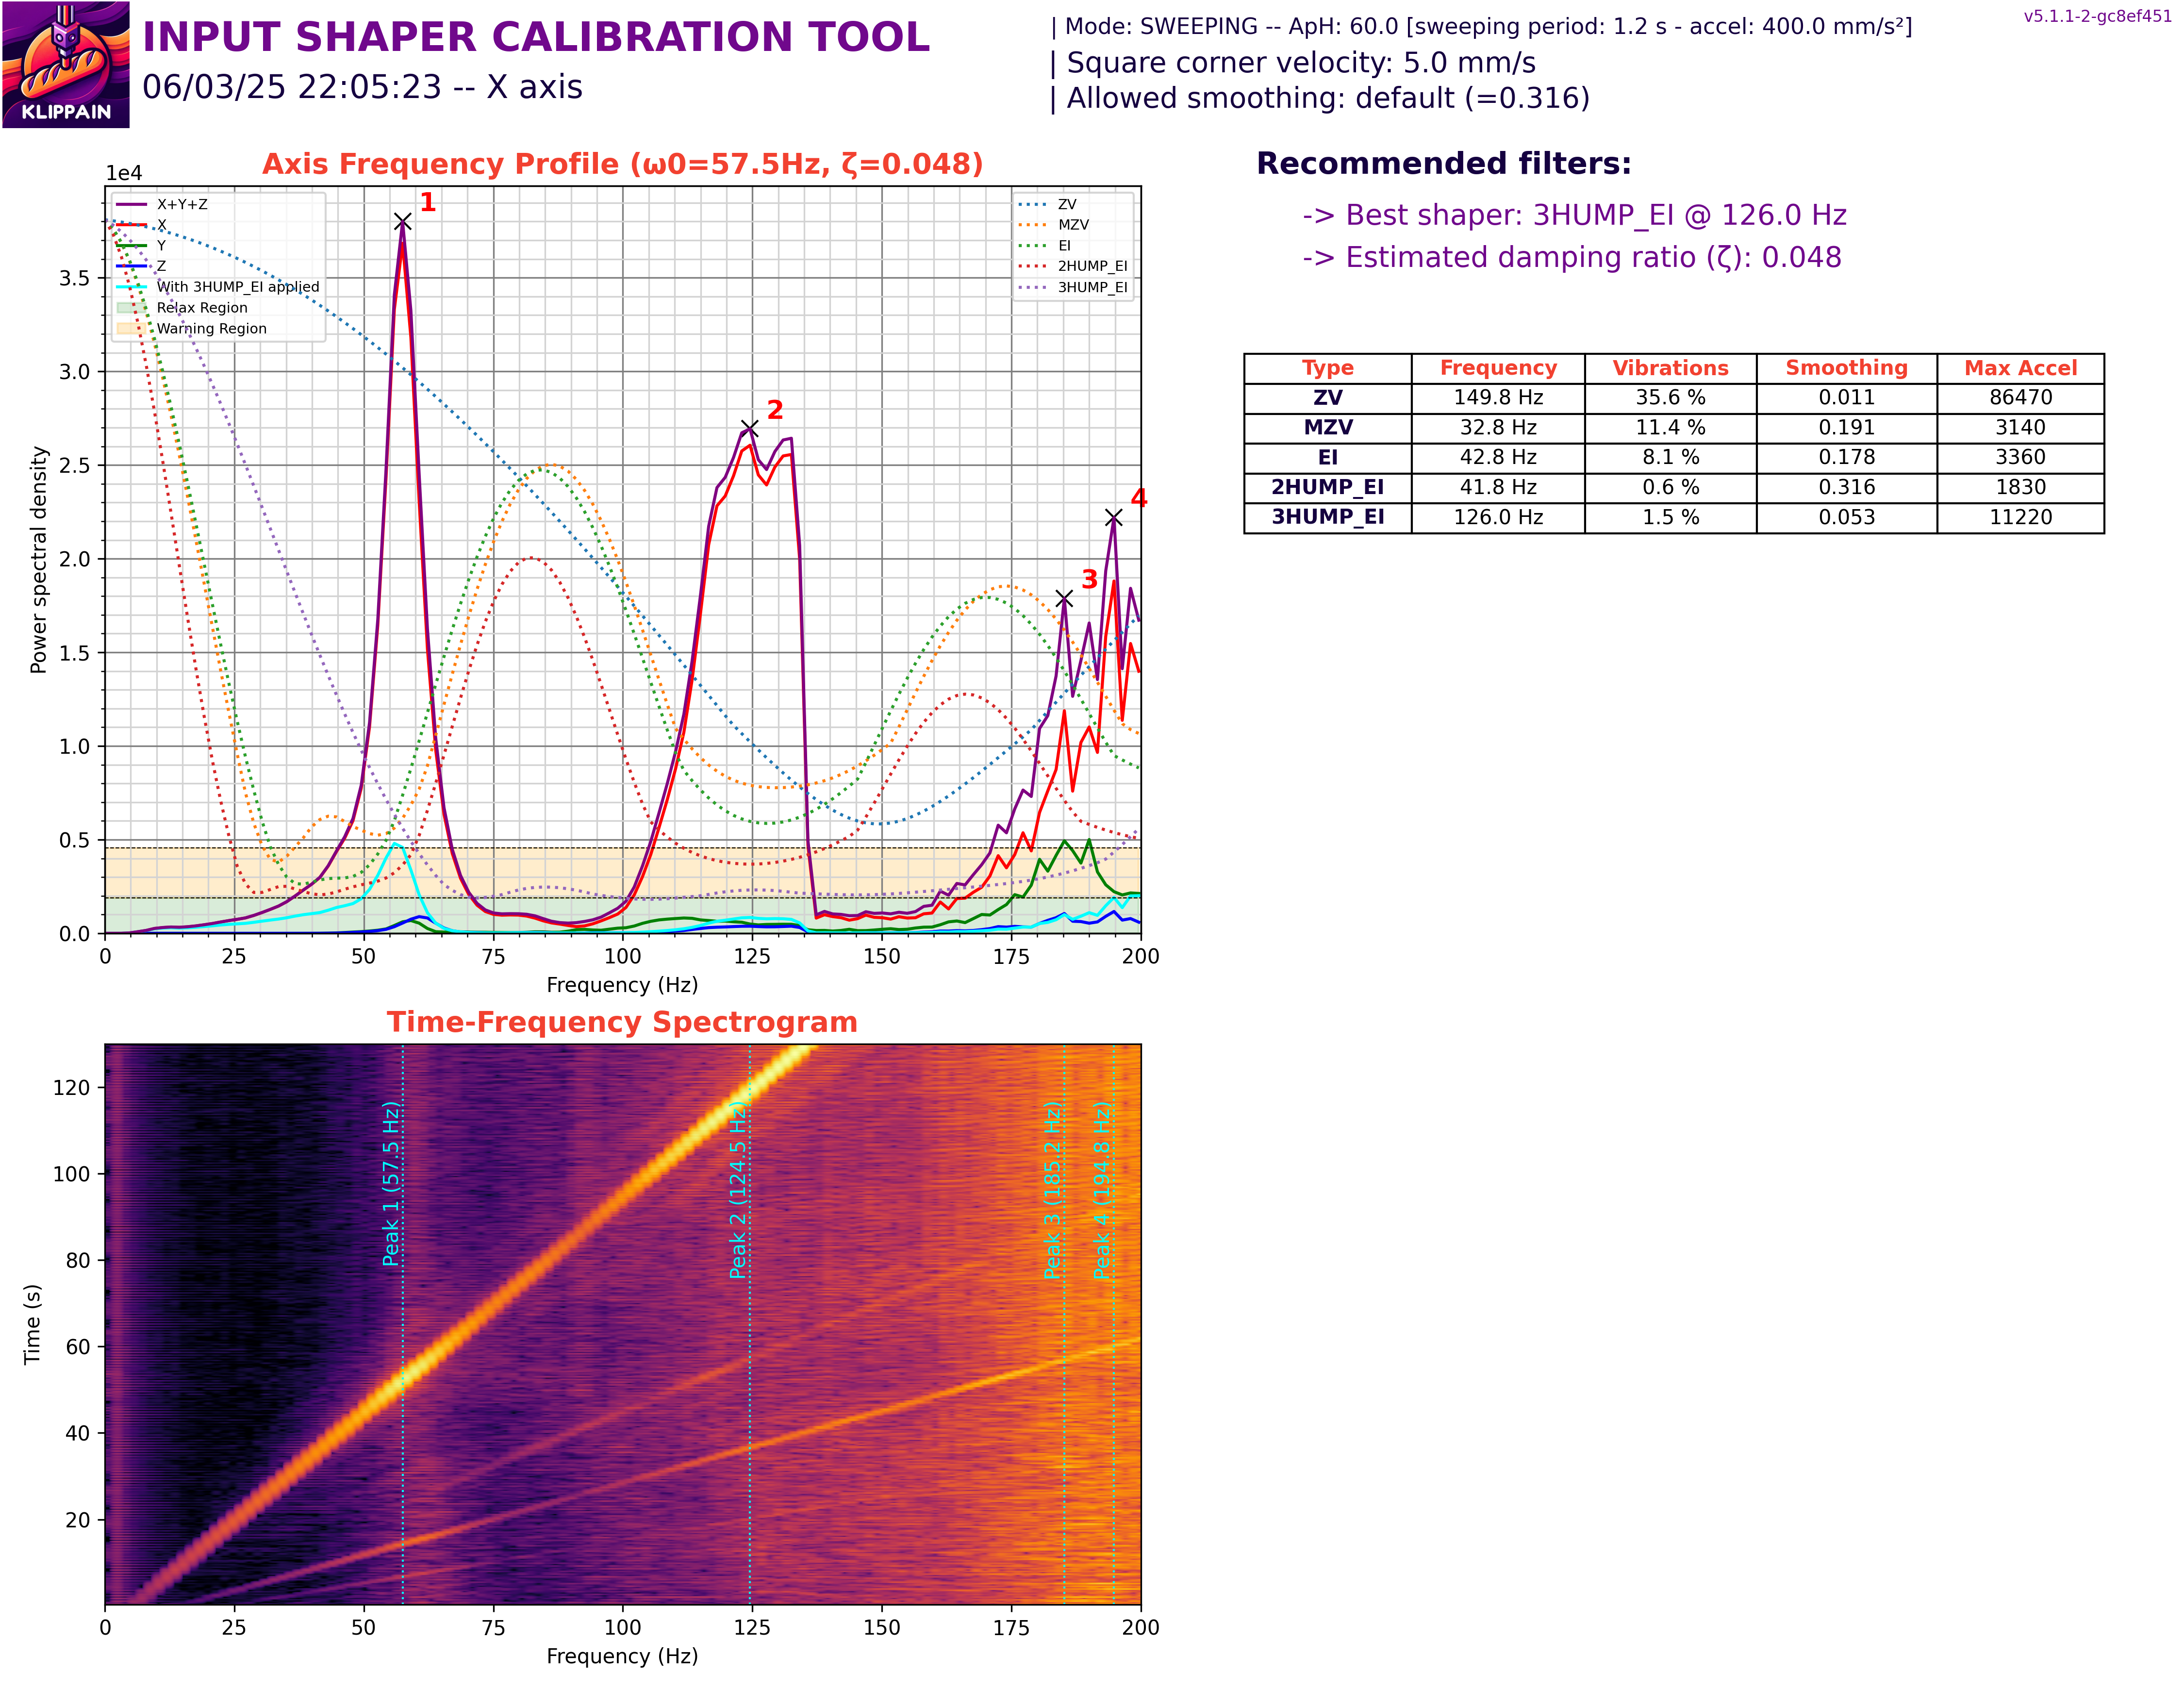 KLIPPAIN
INPUT SHAPER CALIBRATION TOOL
06/03/25 22:05:23 -- X axis
| Mode: SWEEPING -- ApH: 60.0 [sweeping period: 1.2 s - accel: 400.0 mm/s²]
| Square corner velocity: 5.0 mm/s
| Allowed smoothing: default (=0.316)
v5.1.1-2-gc8ef451
Axis Frequency Profile (ω0=57.5Hz, ζ=0.048)
1e4
X+Y+Z
X
Y
Z
With 3HUMP_EI applied
Relax Region
Warning Region
ZV
MZV
EI
2HUMP_EI
3HUMP_EI
1
2
3
4
Power spectral density
3.5
3.0
2.5
2.0
1.5
1.0
0.5
0.0
0 25 50 75 100 125 150 175 200
Frequency (Hz)
Recommended filters:
-> Best shaper: 3HUMP_EI @ 126.0 Hz
-> Estimated damping ratio (ζ): 0.048
Type Frequency Vibrations Smoothing Max Accel
ZV 149.8 Hz 35.6 % 0.011 86470
MZV 32.8 Hz 11.4 % 0.191 3140
EI 42.8 Hz 8.1 % 0.178 3360
2HUMP_EI 41.8 Hz 0.6 % 0.316 1830
3HUMP_EI 126.0 Hz 1.5 % 0.053 11220
Time-Frequency Spectrogram
Time (s)
120
100
80
60
40
20
Peak 1 (57.5 Hz)
Peak 2 (124.5 Hz)
Peak 3 (185.2 Hz)
Peak 4 (194.8 Hz)
0 25 50 75 100 125 150 175 200
Frequency (Hz)